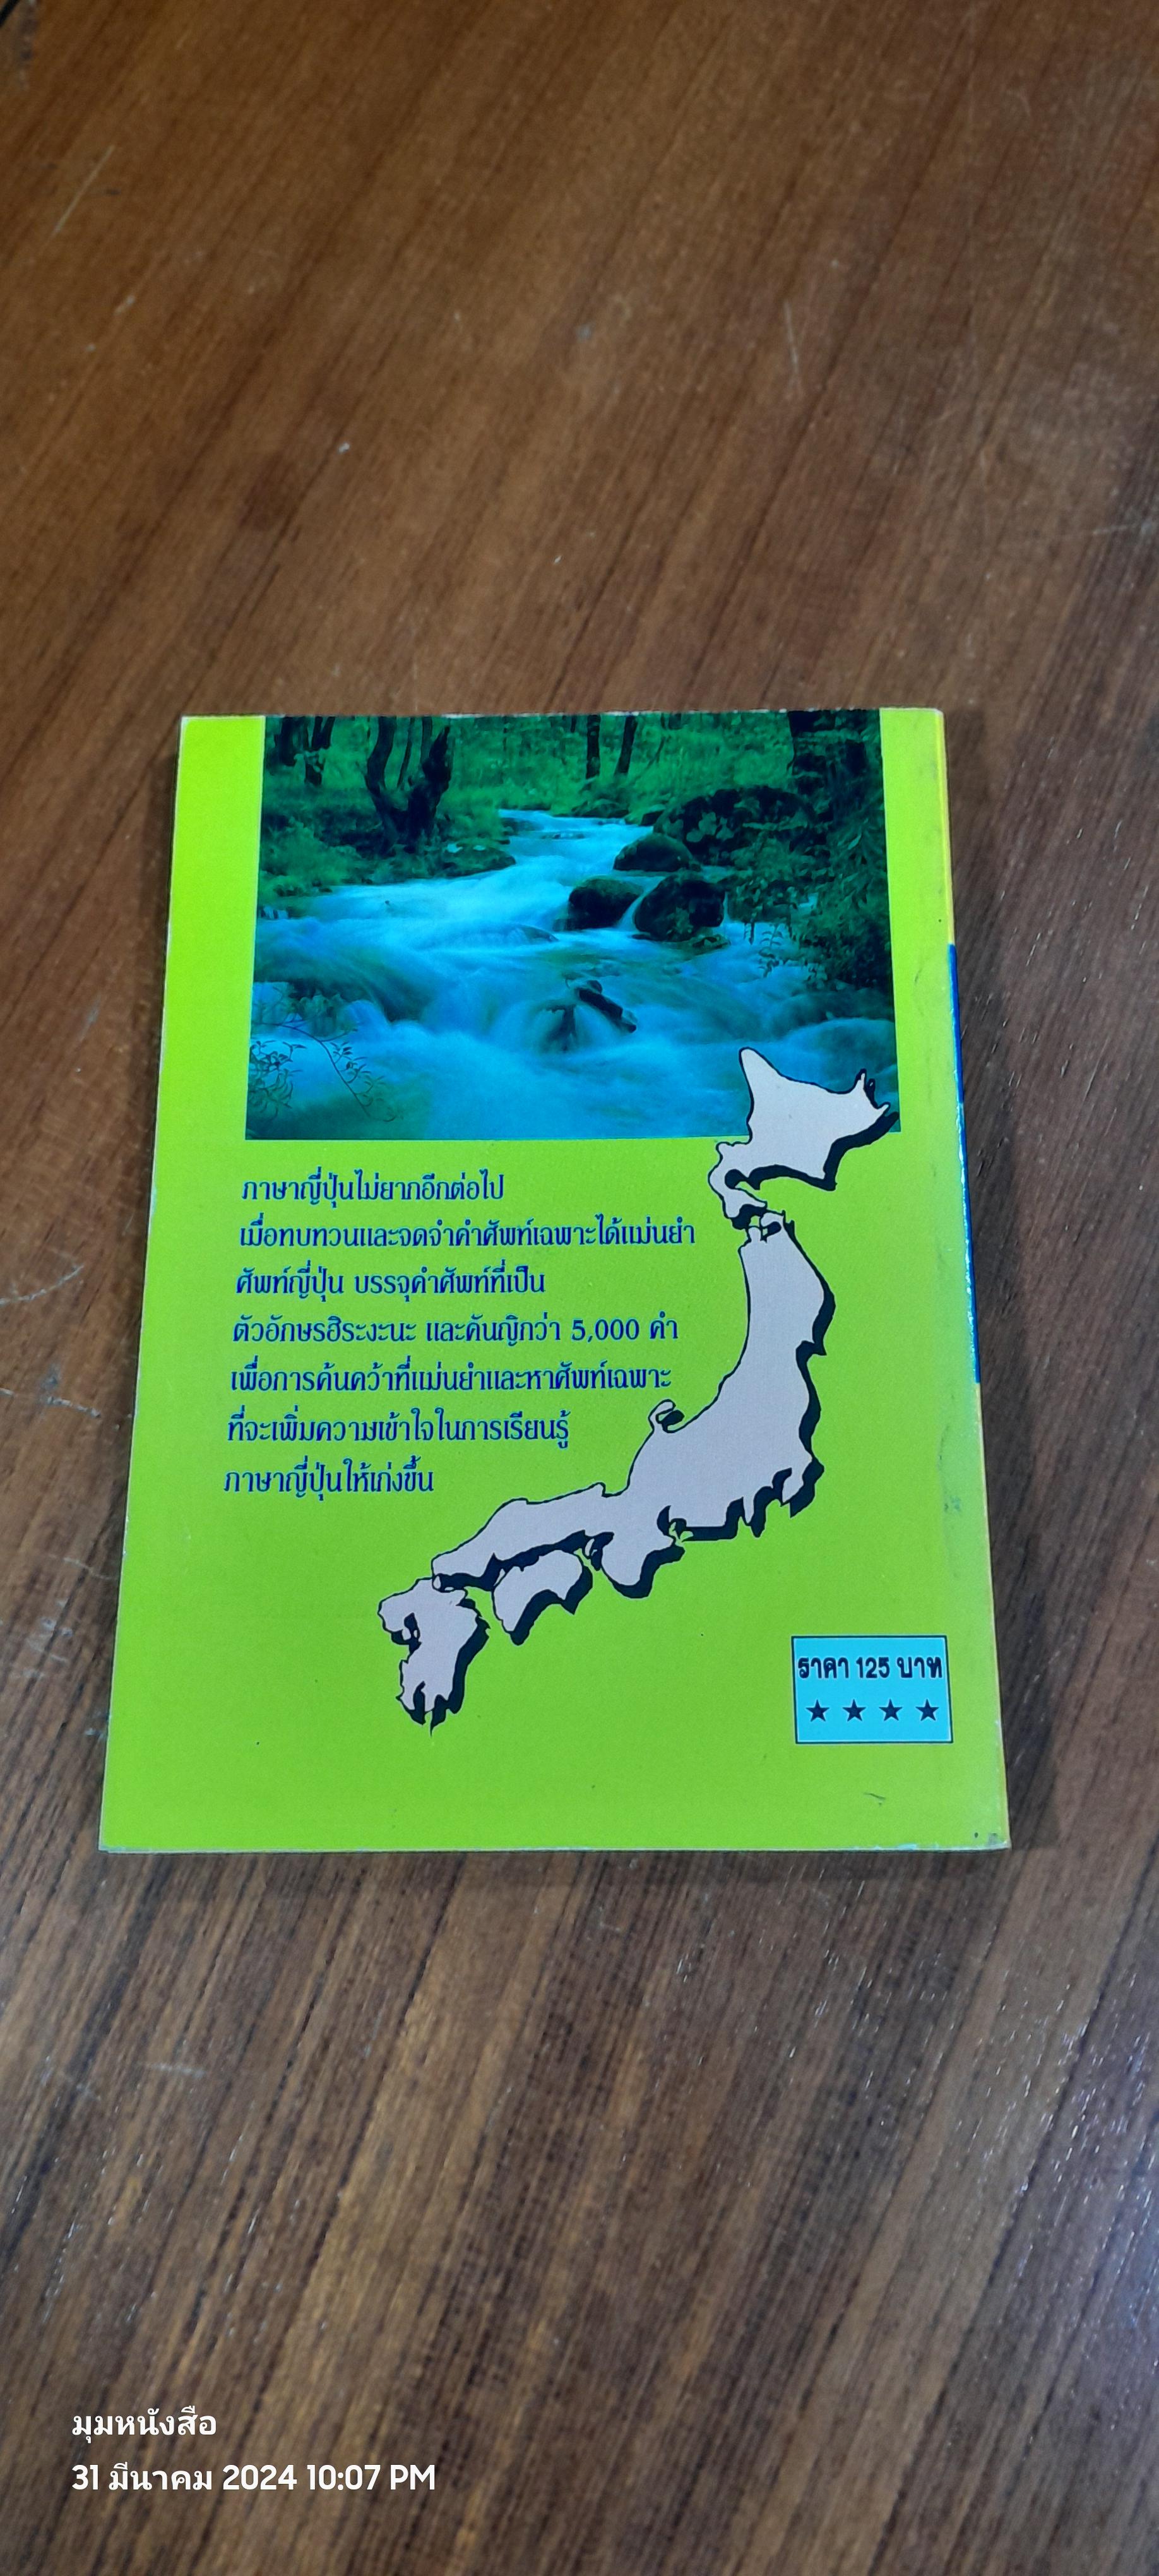 ภาษาญี่ปุ่นไม่ยากอีกต่อไป
เมื่อทบทวนและจดจำคำศัพท์เฉพาะได้แม่นยำ
ศัพท์ญี่ปุ่น บรรจุคำศัพท์ที่เป็น
ตัวอักษรฮิระงะนะ และคันญิกว่า 5,000 คำ
เพื่อการค้นคว้าที่แม่นยำและหาศัพท์เฉพาะ
ที่จะเพิ่มความเข้าใจในการเรียนรู้
ภาษาญี่ปุ่นให้เก่งขึ้น
ราคา 125 บาท
★ ★ ★ ★
มุมหนังสือ
31 มีนาคม 2024 10:07 PM